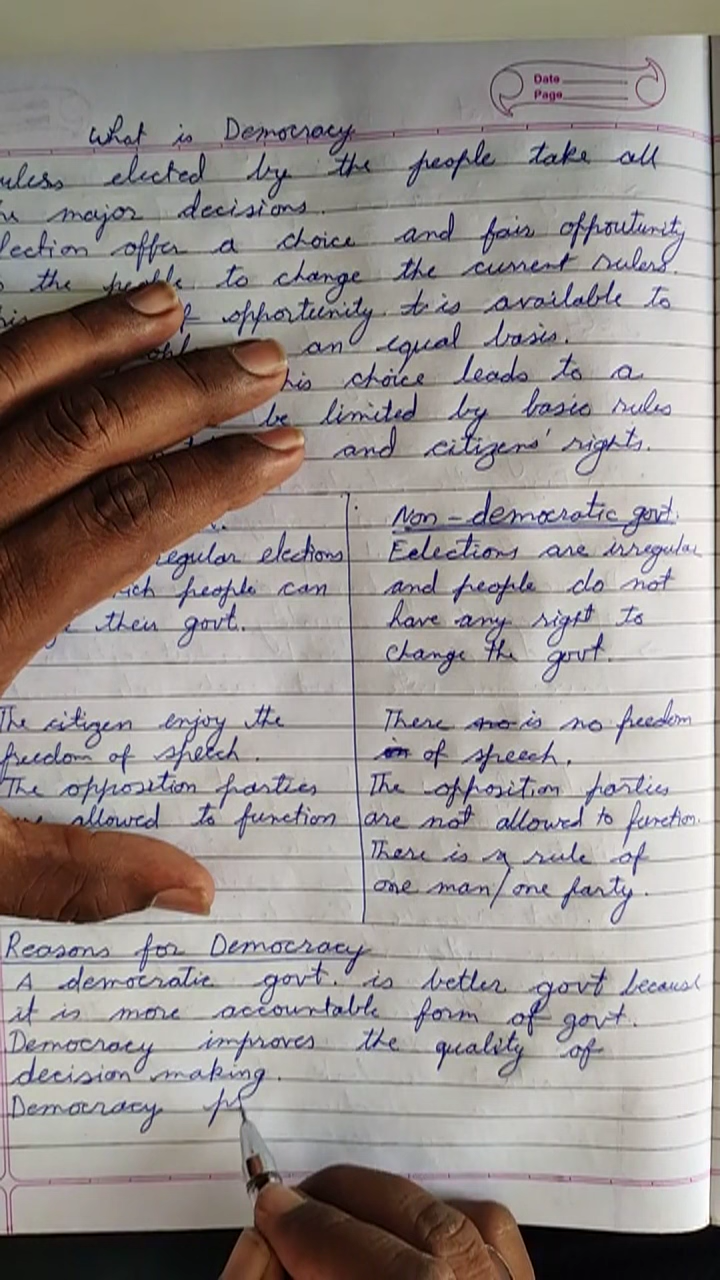 Date
Page
What is Democracy
elected by the people take all
major decisions.
offer a choice and fair opportunity
the people to change the current rulers.
opportunity is available to
an equal basis.
choice leads to a
be limited by basic rules
and citizens' rights.
Non-democratic govt.
regular elections
people can
their govt.
Eelections are irregular
and people do not
have any right to
change the govt.
The citizen enjoy the
freedom of speech.
The opposition parties
allowed to function
There is no freedom
of speech.
The opposition parties
are not allowed to function.
There is a rule of
one man/one party.
Reasons for Democracy
A democratic govt. is better govt because
it is more accountable form of govt.
Democracy improves the quality of
decision making.
Democracy